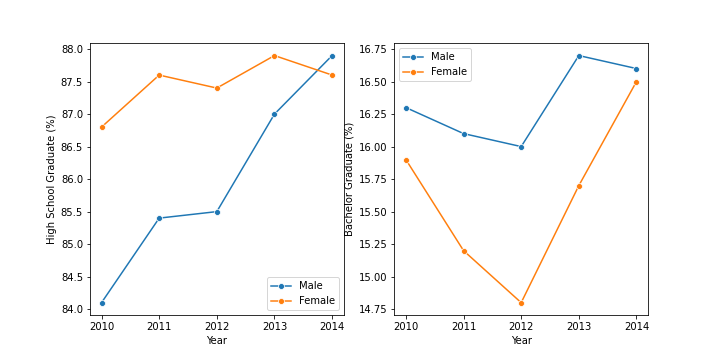 High School Graduate (%)
88.0
87.5
87.0
86.5
86.0
85.5
85.0
84.5
84.0
Male
Female
2010 2011 2012 2013 2014
Year
Bachelor Graduate (%)
16.75
16.50
16.25
16.00
15.75
15.50
15.25
15.00
14.75
Male
Female
2010 2011 2012 2013 2014
Year